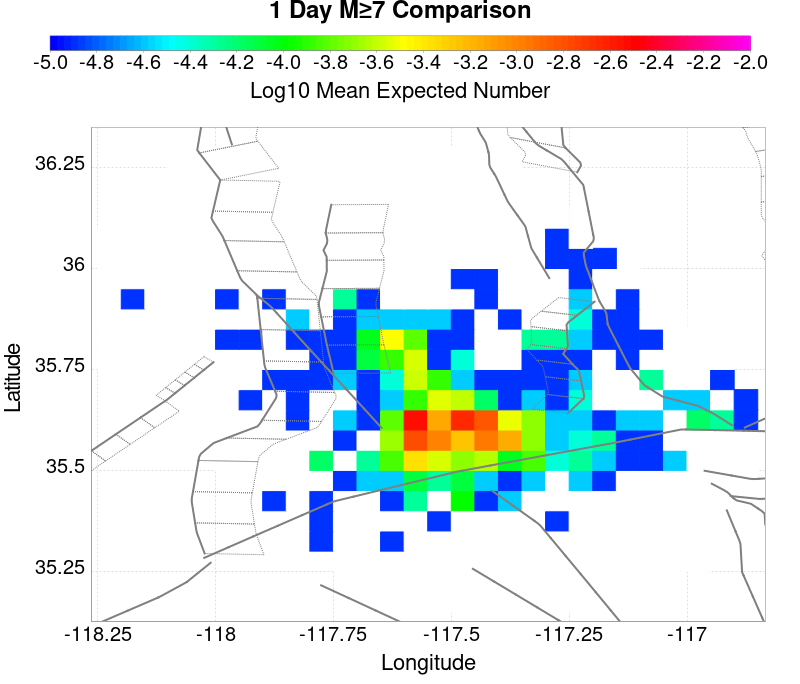 1 Day M≥7 Comparison
-5.0 -4.8 -4.6 -4.4 -4.2 -4.0 -3.8 -3.6 -3.4 -3.2 -3.0 -2.8 -2.6 -2.4 -2.2 -2.0
Log10 Mean Expected Number
36.25
36
35.75
35.5
35.25
Latitude
-118.25 -118 -117.75 -117.5 -117.25 -117
Longitude